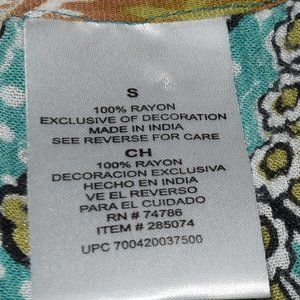 S
100% RAYON
EXCLUSIVE OF DECORATION
MADE IN INDIA
SEE REVERSE FOR CARE
CH
100% RAYON
DECORACION EXCLUSIVA
HECHO EN INDIA
VE EL REVERSO
PARA EL CUIDADO
RN # 74786
ITEM # 285074
UPC 700420037500